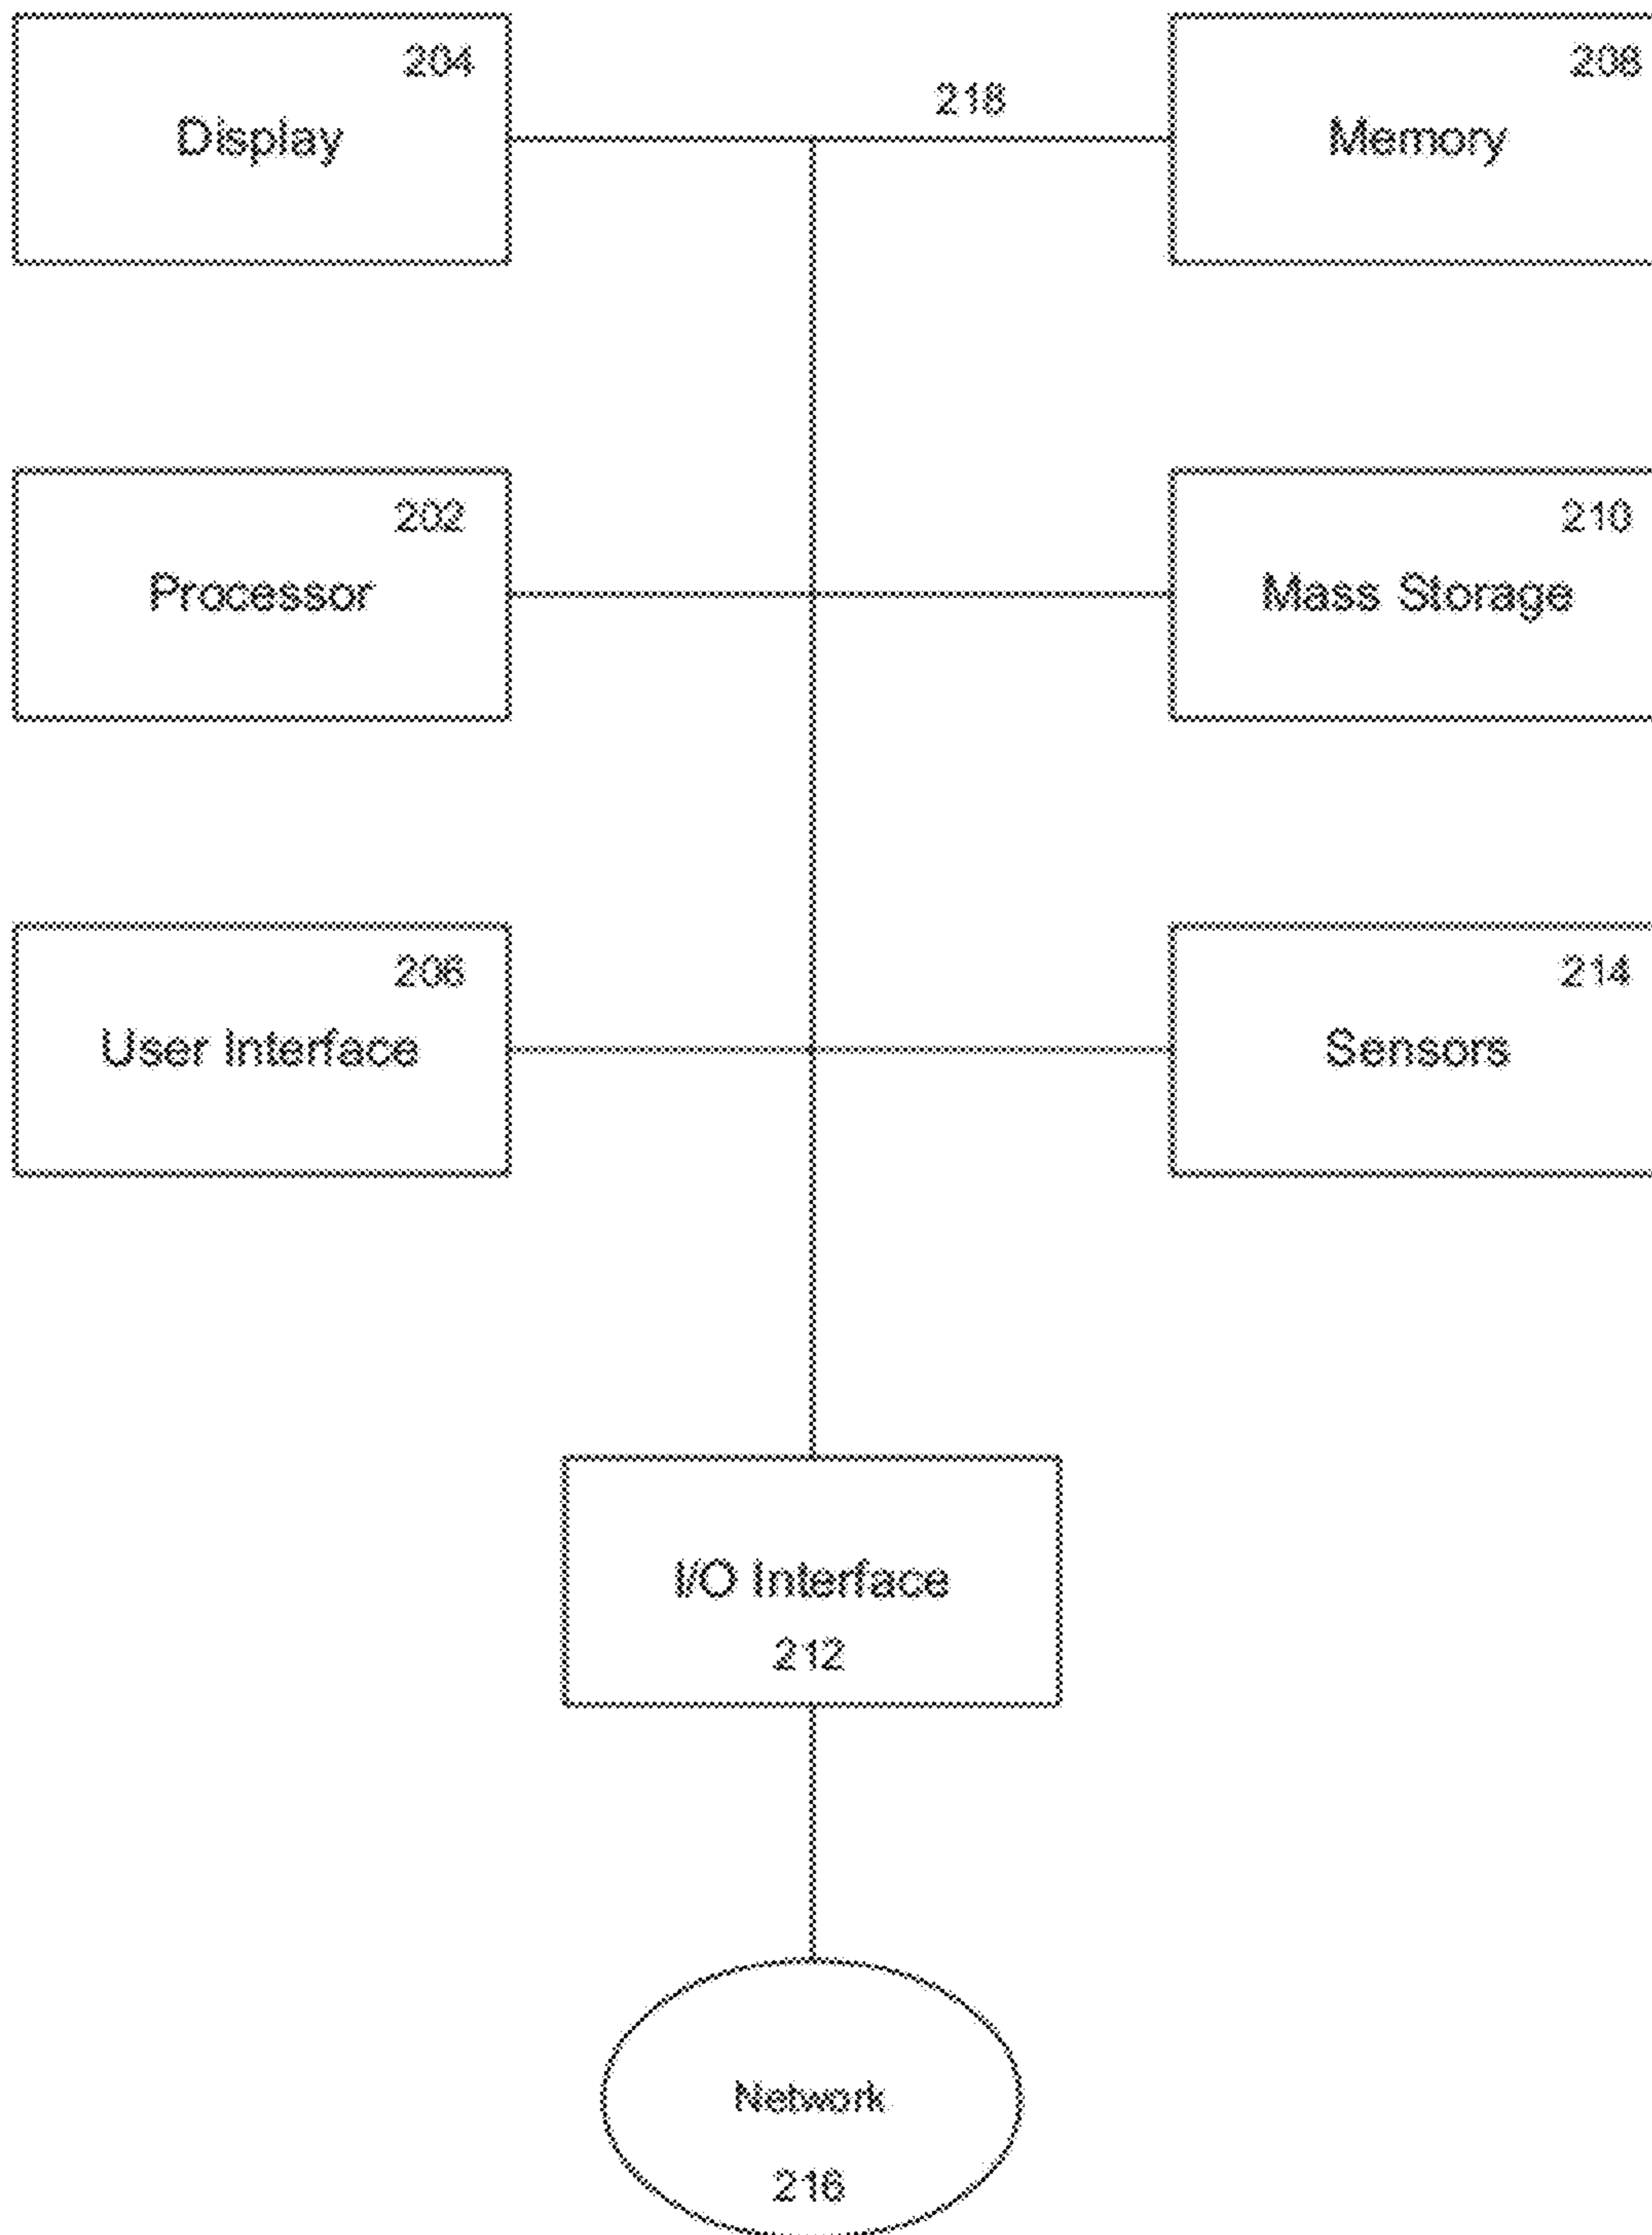 204
Display
218
208
Memory
202
Processor
210
Mass Storage
206
User Interface
214
Sensors
I/O Interface
212
Network
216